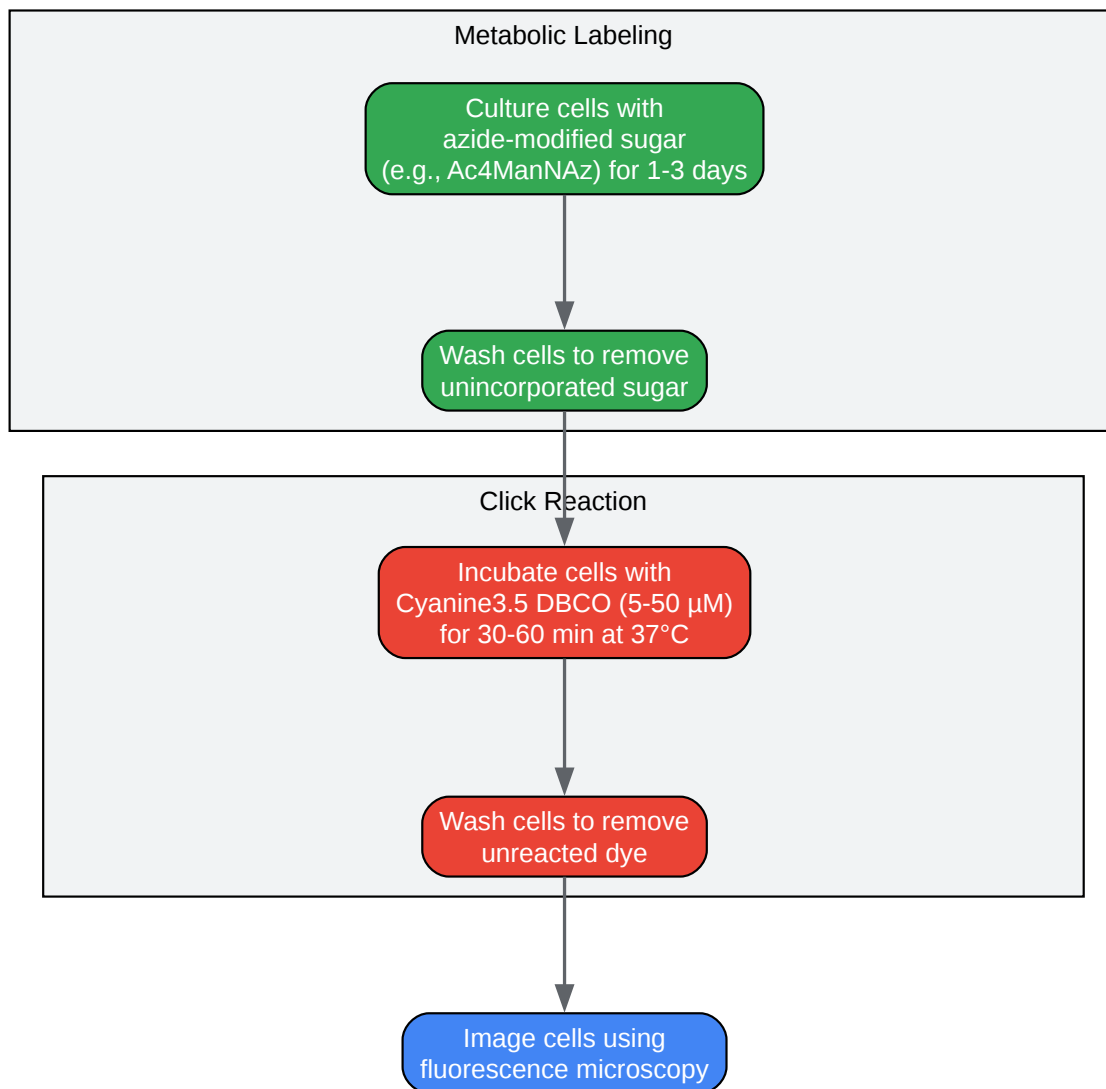 Metabolic Labeling
Culture cells with
azide-modified sugar
(e.g., Ac4ManNAz) for 1-3 days
Wash cells to remove
unincorporated sugar
Click Reaction
Incubate cells with
Cyanine3.5 DBCO (5-50 µM)
for 30-60 min at 37°C
Wash cells to remove
unreacted dye
Image cells using
fluorescence microscopy